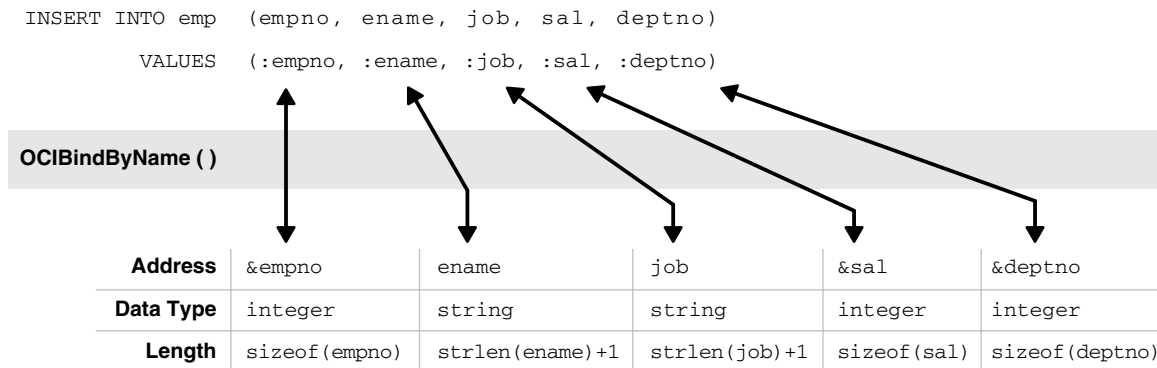 INSERT INTO emp (empno, ename, job, sal, deptno)
VALUES (:empno, :ename, :job, :sal, :deptno)
OCIBindByName ( )
Address &empno ename job &sal &deptno
Data Type integer string string integer integer
Length sizeof(empno) strlen(ename)+1 strlen(job)+1 sizeof(sal) sizeof(deptno)